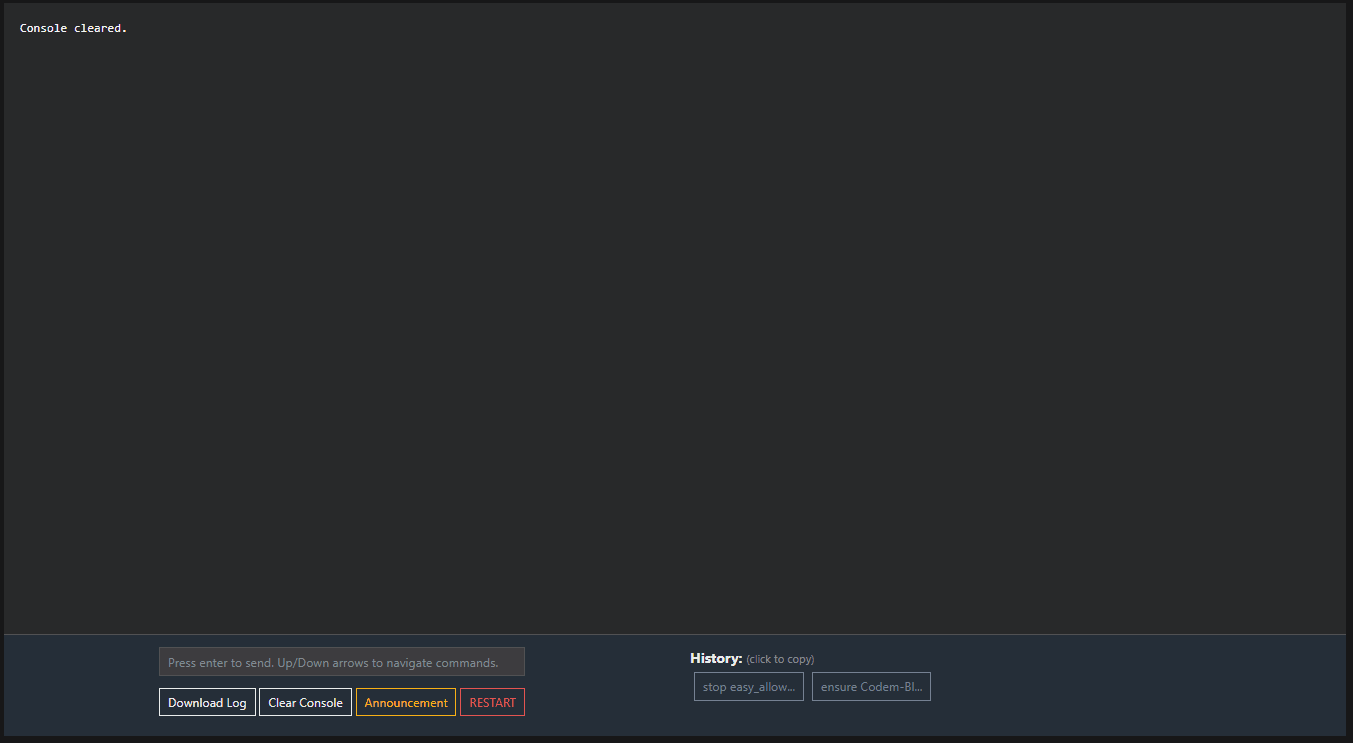 Console cleared.
Press enter to send. Up/Down arrows to navigate commands.
Download Log
Clear Console
Announcement
RESTART
History: (click to copy)
stop easy_allow...
ensure Codem-Bl...